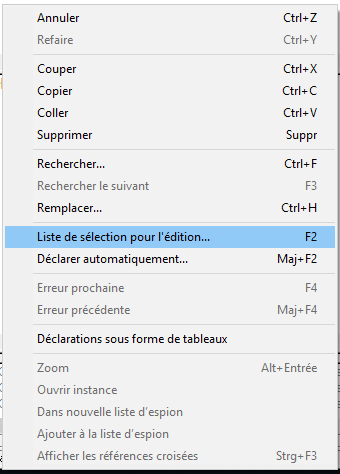 Annuler Ctrl+Z
Refaire Ctrl+Y
Couper Ctrl+X
Copier Ctrl+C
Coller Ctrl+V
Supprimer Suppr
Rechercher... Ctrl+F
Rechercher le suivant F3
Remplacer... Ctrl+H
Liste de sélection pour l'édition... F2
Déclarer automatiquement... Maj+F2
Erreur prochaine F4
Erreur précédente Maj+F4
Déclarations sous forme de tableaux
Zoom Alt+Entrée
Ouvrir instance
Dans nouvelle liste d'espion
Ajouter à la liste d'espion
Afficher les références croisées Strg+F3